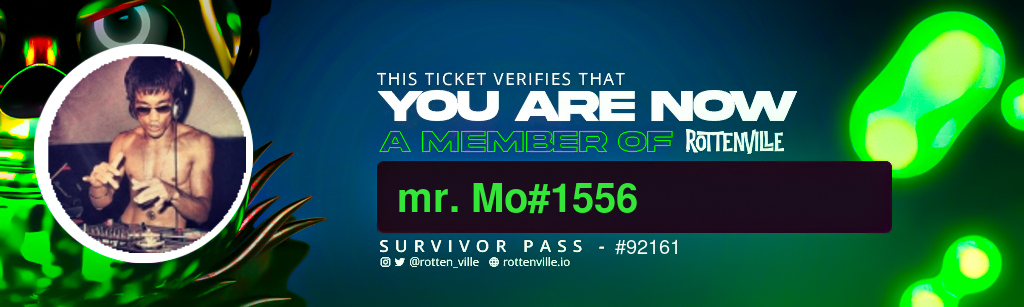 THIS TICKET VERIFIES THAT
YOU ARE NOW
A MEMBER OF ROTTENVILLE
mr. Mo#1556
SURVIVOR PASS - #92161
@rotten_ville rottenville.io